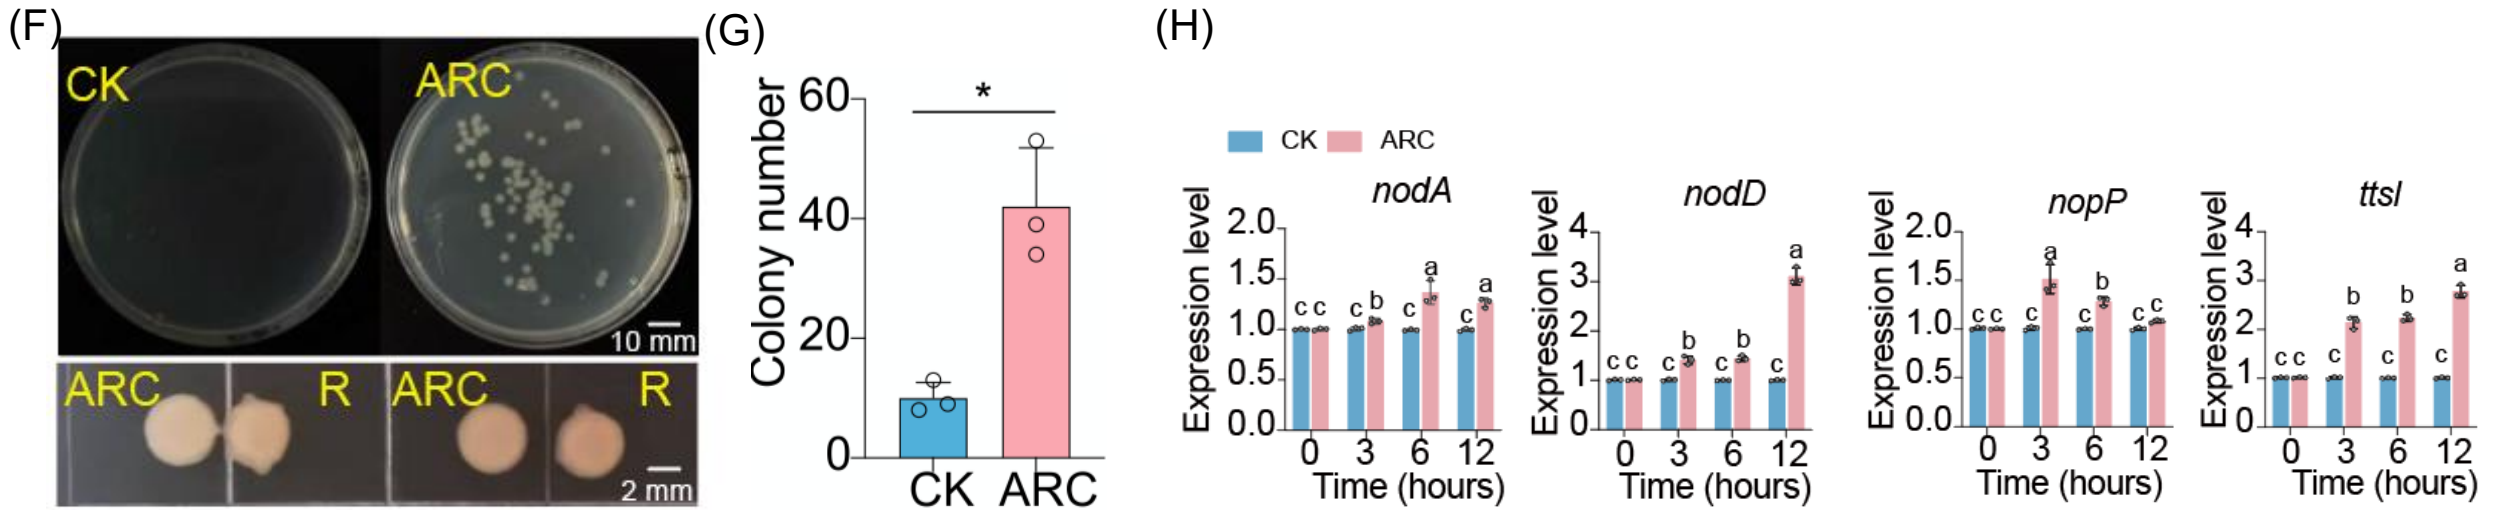 (F)
CK
ARC
10 mm
ARC
R
ARC
R
2 mm
(G)
Colony number
60
40
20
0
*
CK ARC
(H)
CK ARC
nodA
Expression level
2.0
1.5
1.0
0.5
0.0
c c c b c a c a
0 3 6 12
Time (hours)
nodD
Expression level
4
3
2
1
0
c c c b c b c a
0 3 6 12
Time (hours)
nopP
Expression level
2.0
1.5
1.0
0.5
0.0
c c c a c b c c
0 3 6 12
Time (hours)
ttsI
Expression level
4
3
2
1
0
c c c b c b c a
0 3 6 12
Time (hours)